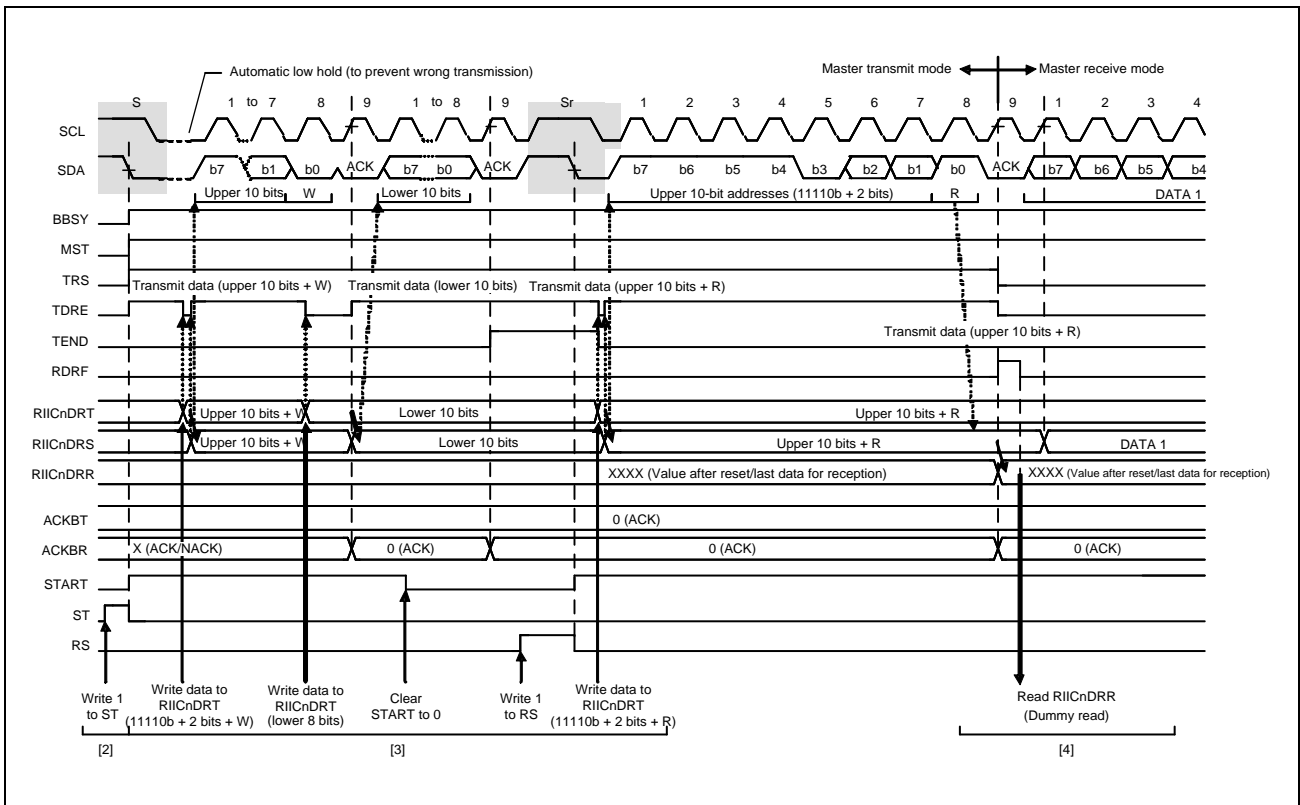 Automatic low hold (to prevent wrong transmission)
Master transmit mode Master receive mode
S 1 to 7 8 9 1 to 8 9 Sr 1 2 3 4 5 6 7 8 9 1 2 3 4
SCL
SDA b7 b1 b0 ACK b7 b0 ACK b7 b6 b5 b4 b3 b2 b1 b0 ACK b7 b6 b5 b4
Upper 10 bits W Lower 10 bits Upper 10-bit addresses (11110b + 2 bits) R DATA 1
BBSY
MST
TRS
Transmit data (upper 10 bits + W) Transmit data (lower 10 bits) Transmit data (upper 10 bits + R)
TDRE
Transmit data (upper 10 bits + R)
TEND
RDRF
RIICnDRT Upper 10 bits + W Lower 10 bits Upper 10 bits + R
RIICnDRS Upper 10 bits + W Lower 10 bits Upper 10 bits + R DATA 1
RIICnDRR XXXX (Value after reset/last data for reception) XXXX (Value after reset/last data for reception)
ACKBT 0 (ACK)
ACKBR X (ACK/NACK) 0 (ACK) 0 (ACK) 0 (ACK)
START
ST
RS
Write 1
to ST
Write data to
RIICnDRT
(11110b + 2 bits + W)
Write data to
RIICnDRT
(lower 8 bits)
Clear
START to 0
Write 1
to RS
Write data to
RIICnDRT
(11110b + 2 bits + R)
Read RIICnDRR
(Dummy read)
[2] [3] [4]